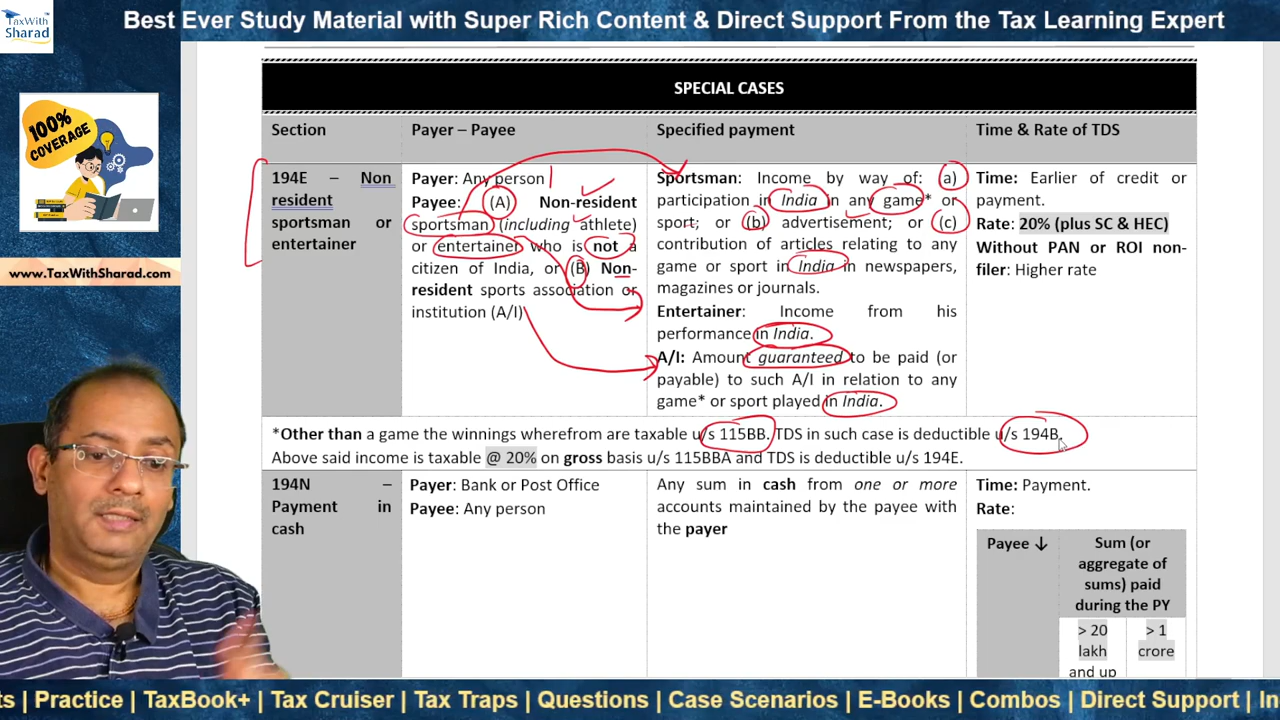 TaxWith
Sharad
Best Ever Study Material with Super Rich Content & Direct Support From the Tax Learning Expert
100%
COVERAGE
www.TaxWithSharad.com
SPECIAL CASES
Section
Payer – Payee
Specified payment
Time & Rate of TDS
194E – Non
resident
sportsman or
entertainer
Payer: Any person
Payee: (A) Non-resident
sportsman (including athlete)
or entertainer who is not a
citizen of India, or (B) Non-
resident sports association or
institution (A/I)
Sportsman: Income by way of: a)
participation in India in any game* or
sport; or (b) advertisement; or (c)
contribution of articles relating to any
game or sport in India in newspapers,
magazines or journals.
Entertainer: Income from his
performance in India.
A/I: Amount guaranteed to be paid (or
payable) to such A/I in relation to any
game* or sport played in India.
Time: Earlier of credit or
payment.
Rate: 20% (plus SC & HEC)
Without PAN or ROI non-
filer: Higher rate
*Other than a game the winnings wherefrom are taxable u/s 115BB. TDS in such case is deductible u/s 194B.
Above said income is taxable @ 20% on gross basis u/s 115BBA and TDS is deductible u/s 194E.
194N –
Payment in
cash
Payer: Bank or Post Office
Payee: Any person
Any sum in cash from one or more
accounts maintained by the payee with
the payer
Time: Payment.
Rate:
Payee ↓
Sum (or
aggregate of
sums) paid
during the PY
> 20
lakh
and up
> 1
crore
ts | Practice | TaxBook+ | Tax Cruiser | Tax Traps | Questions | Case Scenarios | E-Books | Combos | Direct Support | In